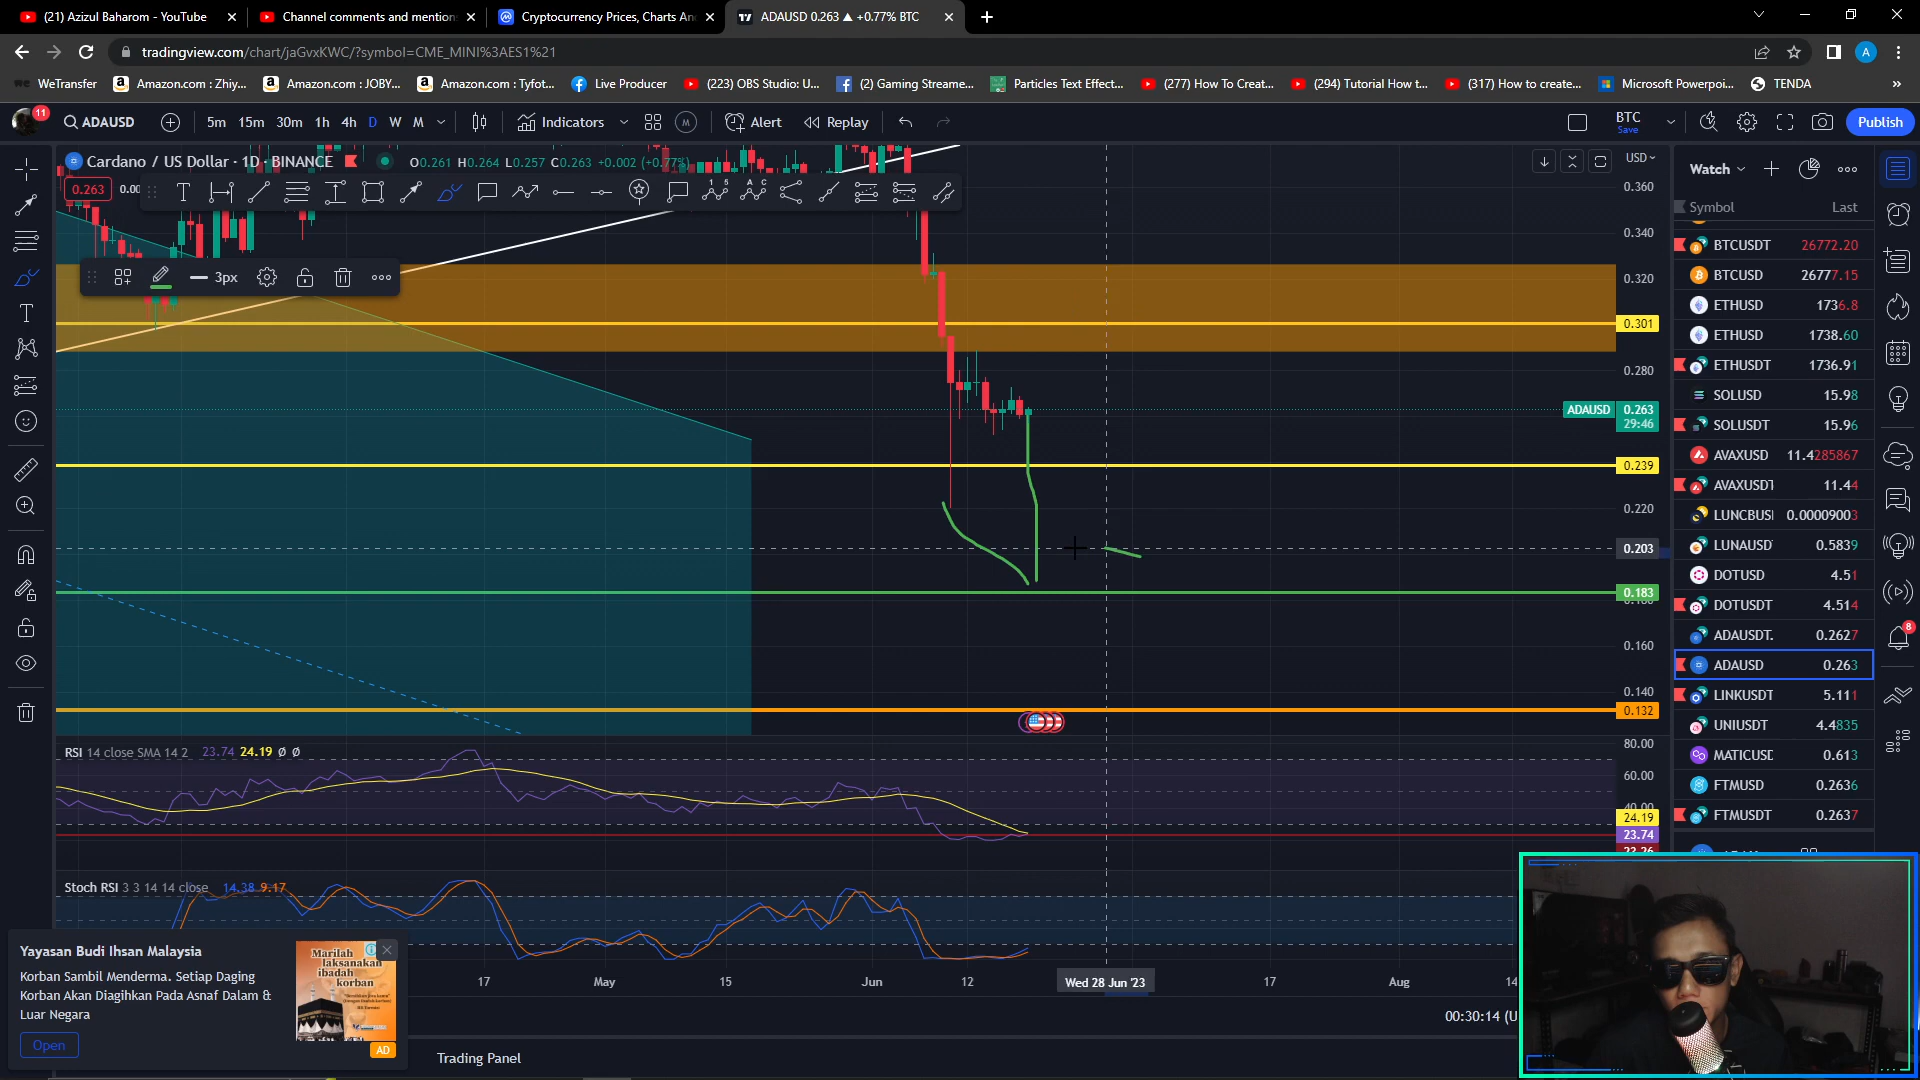 (21) Azizul Baharom - YouTube
Channel comments and mention
Cryptocurrency Prices, Charts An
ADAUSD 0.263 ▲ +0.77% BTC
tradingview.com/chart/jaGvxKWC/?symbol=CME_MINI%3AES1%21
A
WeTransfer
Amazon.com : Zhiy...
Amazon.com : JOBY...
Amazon.com : Tyfot...
Live Producer
(223) OBS Studio: U...
(2) Gaming Streame...
Particles Text Effect...
(277) How To Creat...
(294) Tutorial How t...
(317) How to create...
Microsoft Powerpoi...
TENDA
»
11
ADAUSD
5m 15m 30m 1h 4h D W M
Indicators
M
Alert
Replay
BTC
Save
Publish
Cardano / US Dollar · 1D · BINANCE
O0.261 H0.264 L0.257 C0.263 +0.002 (+0.77%)
USD
0.263
3px
0.360
0.340
0.320
0.301
0.280
ADAUSD 0.263
29:46
0.239
0.220
0.203
0.183
0.160
0.140
0.132
RSI 14 close SMA 14 2 23.74 24.19 Ø Ø
80.00
60.00
40.00
24.19
23.74
23.26
Stoch RSI 3 3 14 14 close 14.38 9.17
17 May 15 Jun 12 Wed 28 Jun '23 17 Aug 14
00:30:14 (U
Trading Panel
Watch
Symbol Last
BTCUSDT 26772.20
BTCUSD 26777.15
ETHUSD 1736.8
ETHUSD 1738.60
ETHUSDT 1736.91
SOLUSD 15.98
SOLUSDT 15.96
AVAXUSD 11.4285867
AVAXUSDT 11.44
LUNCBUSD 0.00009003
LUNAUSD 0.5839
DOTUSD 4.51
DOTUSDT 4.514
ADAUSDT. 0.2627
ADAUSD 0.263
LINKUSDT 5.111
UNIUSDT 4.4835
MATICUSD 0.613
FTMUSD 0.2636
FTMUSDT 0.2637
8
Yayasan Budi Ihsan Malaysia
Korban Sambil Menderma. Setiap Daging
Korban Akan Diagihkan Pada Asnaf Dalam &
Luar Negara
Open
Marilah
laksanakan
ibadah
korban
AD